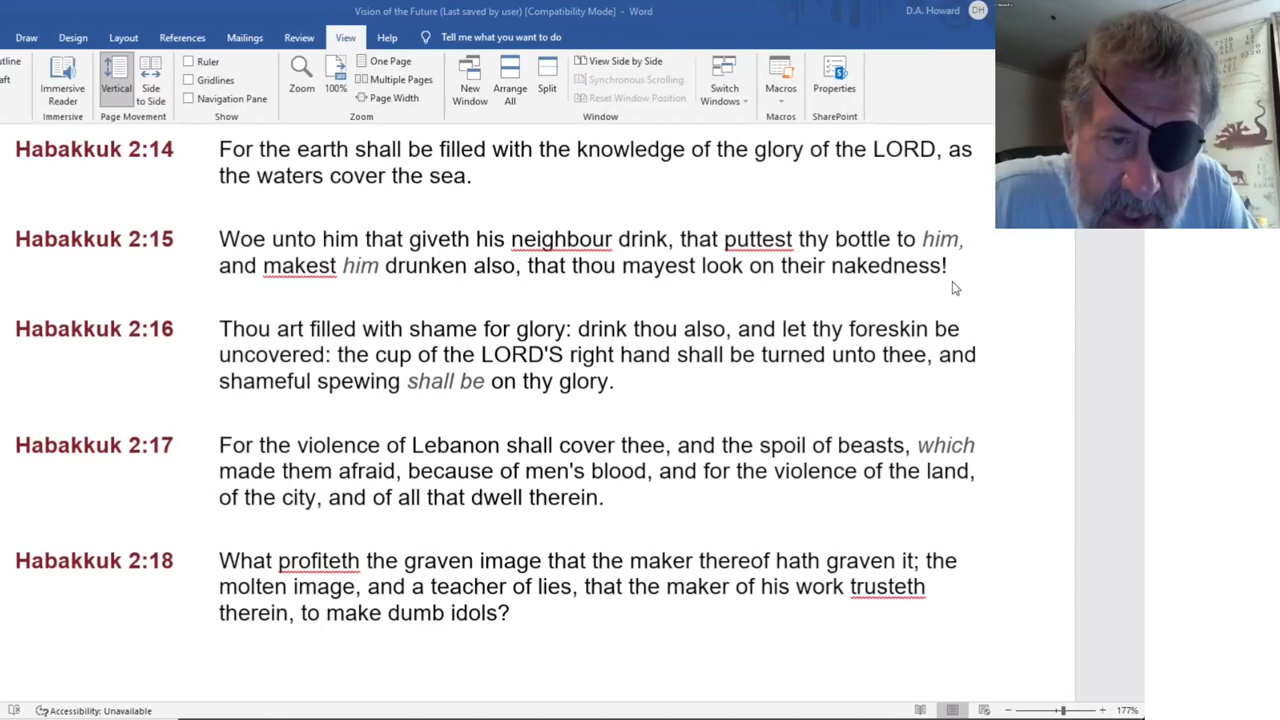 Vision of the Future (Last saved by user) [Compatibility Mode] - Word
D.A. Howard
DH
Draw Design Layout References Mailings Review View Help Tell me what you want to do
utline
aft
Immersive
Reader
Immersive
Vertical
Side
to Side
Page Movement
Ruler
Gridlines
Navigation Pane
Show
Zoom
100%
One Page
Multiple Pages
Page Width
Zoom
New
Window
Arrange
All
Split
View Side by Side
Synchronous Scrolling
Reset Window Position
Switch
Windows
Window
Macros
Macros
Properties
SharePoint
Habakkuk 2:14 For the earth shall be filled with the knowledge of the glory of the LORD, as
the waters cover the sea.
Habakkuk 2:15 Woe unto him that giveth his neighbour drink, that puttest thy bottle to him,
and makest him drunken also, that thou mayest look on their nakedness!
Habakkuk 2:16 Thou art filled with shame for glory: drink thou also, and let thy foreskin be
uncovered: the cup of the LORD'S right hand shall be turned unto thee, and
shameful spewing shall be on thy glory.
Habakkuk 2:17 For the violence of Lebanon shall cover thee, and the spoil of beasts, which
made them afraid, because of men's blood, and for the violence of the land,
of the city, and of all that dwell therein.
Habakkuk 2:18 What profiteth the graven image that the maker thereof hath graven it; the
molten image, and a teacher of lies, that the maker of his work trusteth
therein, to make dumb idols?
Accessibility: Unavailable
177%